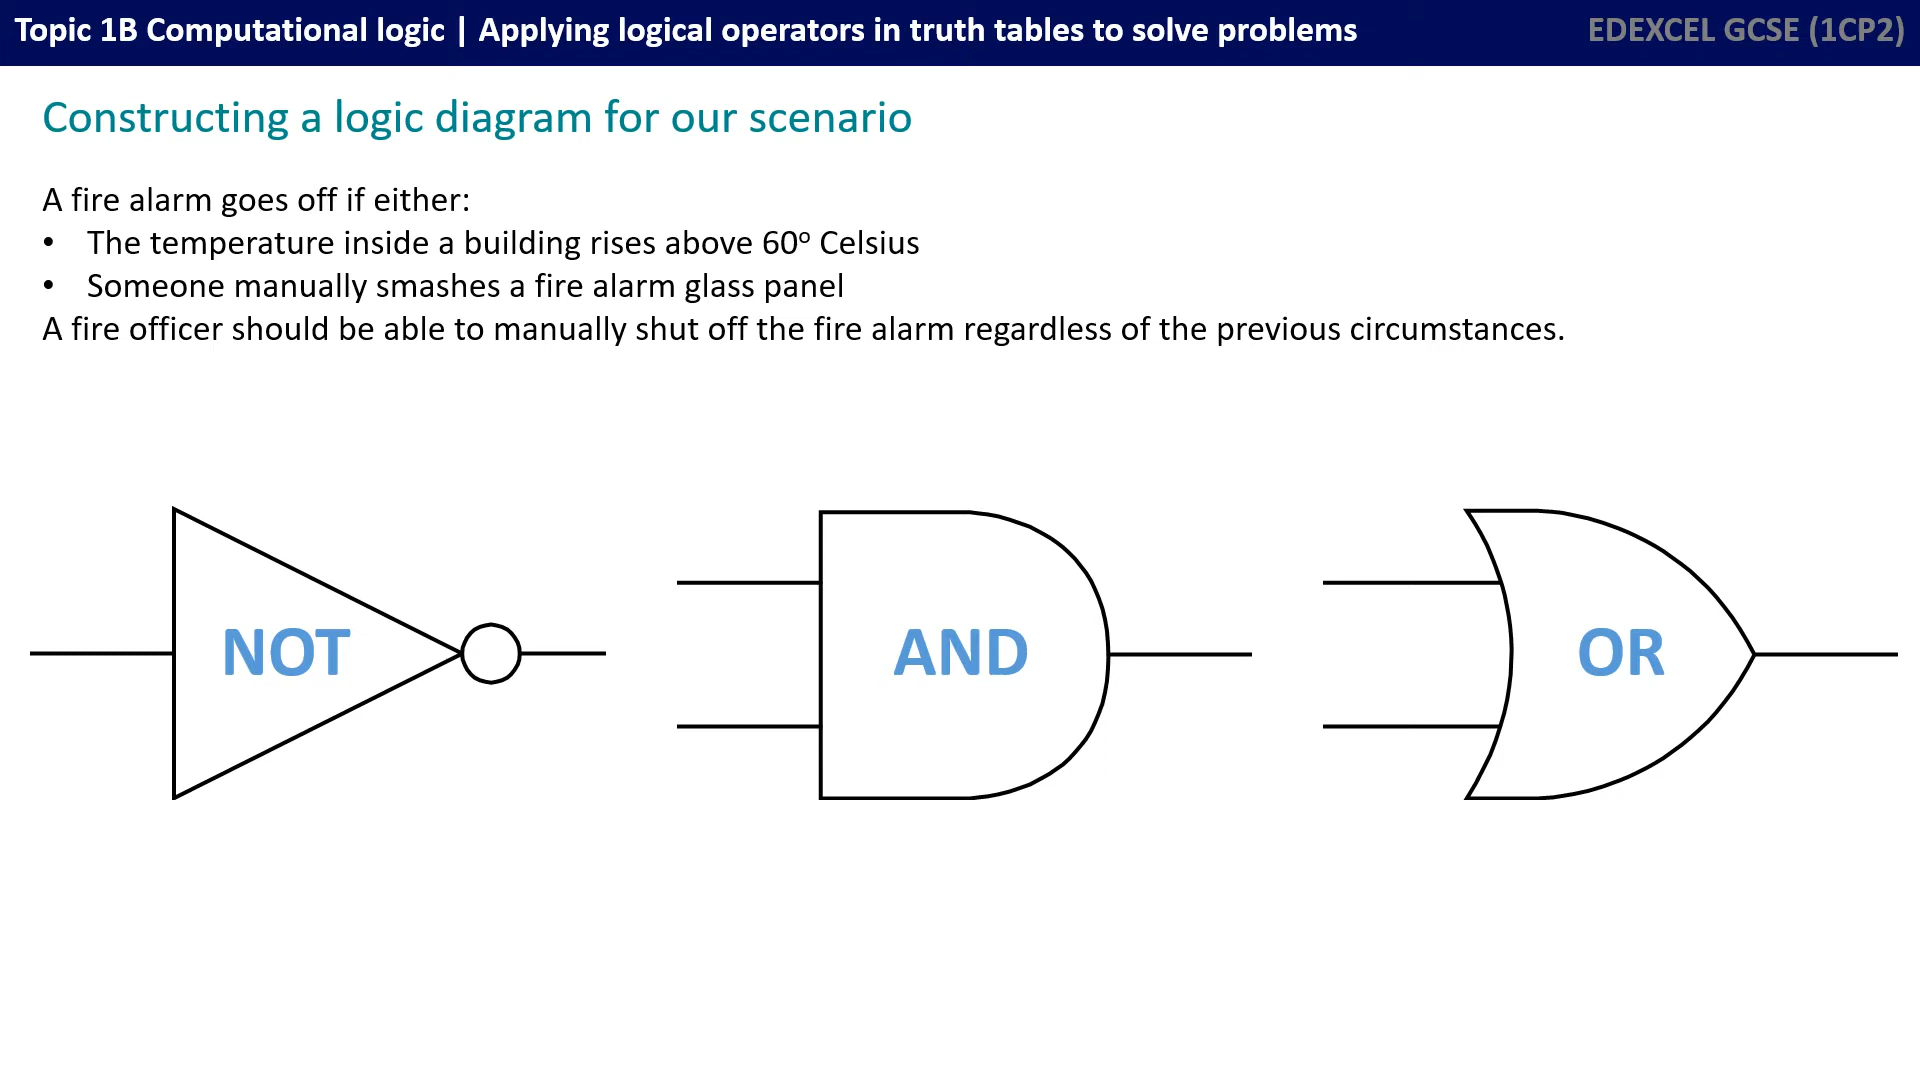 Topic 1B Computational logic | Applying logical operators in truth tables to solve problems
EDEXCEL GCSE (1CP2)
Constructing a logic diagram for our scenario
A fire alarm goes off if either:
• The temperature inside a building rises above 60° Celsius
• Someone manually smashes a fire alarm glass panel
A fire officer should be able to manually shut off the fire alarm regardless of the previous circumstances.
NOT
AND
OR